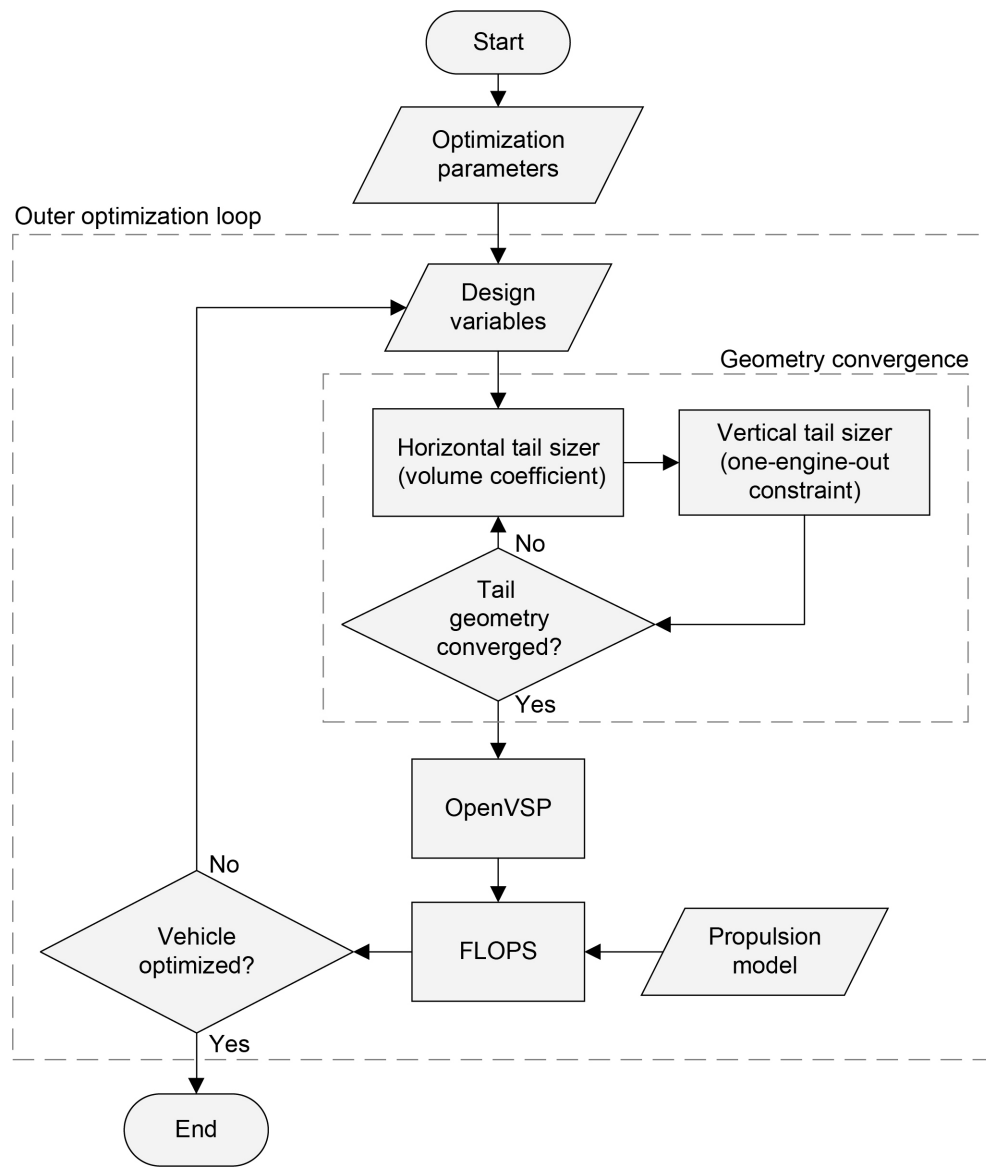 Start
Optimization
parameters
Outer optimization loop
Design
variables
Geometry convergence
Horizontal tail sizer
(volume coefficient)
Vertical tail sizer
(one-engine-out
constraint)
No
Tail
geometry
converged?
Yes
OpenVSP
No
Vehicle
optimized?
FLOPS
Propulsion
model
Yes
End